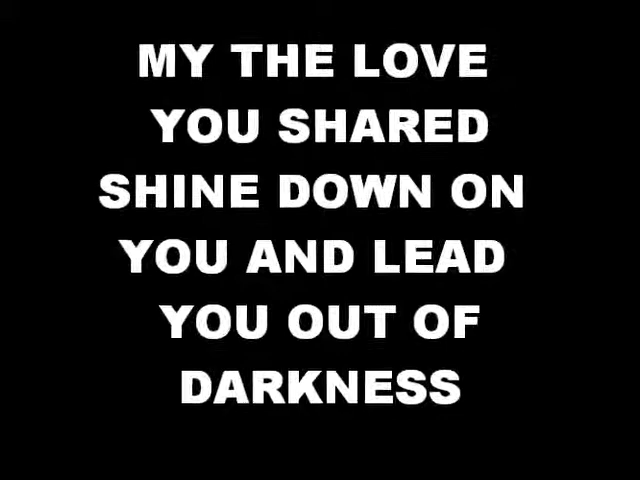 MY THE LOVE
YOU SHARED
SHINE DOWN ON
YOU AND LEAD
YOU OUT OF
DARKNESS